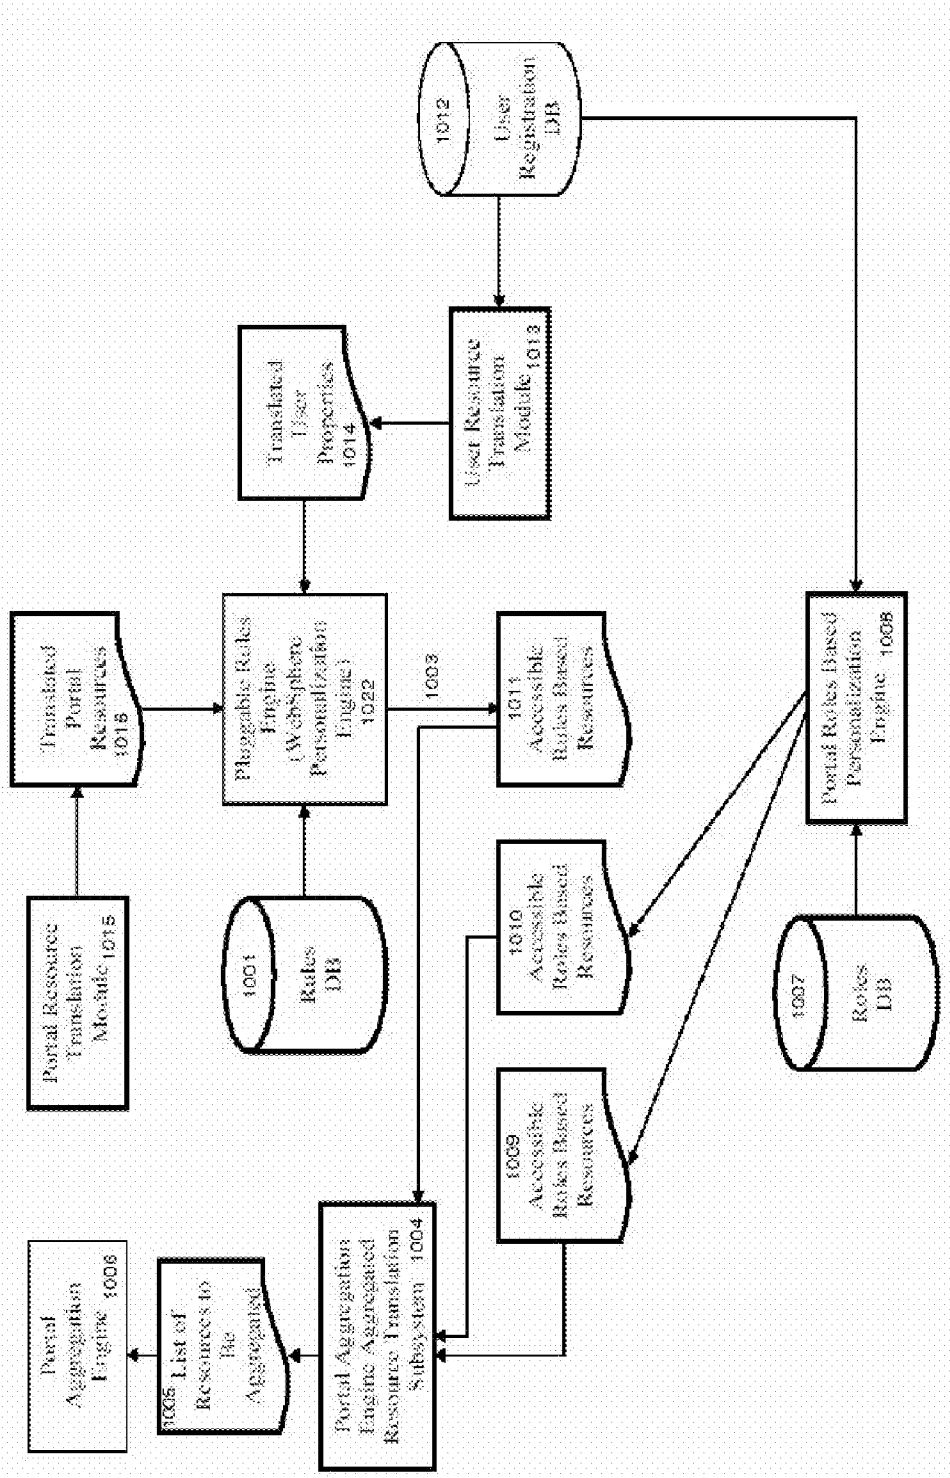 Portal
Aggregation
Engine 1006
Portal Resource
Translation
Module 1015
Translated
Portal
Resources
1016
1005 List of
Resources to
Be
Aggregated
1001
Rules
DB
Pluggable Rules
Engine
(WebSphere
Personalization
Engine)
1022
Translated
User
Properties
1014
Portal Aggregation
Engine Aggregated
Resource Translation
Subsystem 1004
1003
1012
User
Registration
DB
1009
Accessible
Roles Based
Resources
1010
Accessible
Roles Based
Resources
1011
Accessible
Rules Based
Resources
User Resource
Translation
Module 1013
1007
Roles
DB
Portal Roles Based
Personalization
Engine 1008